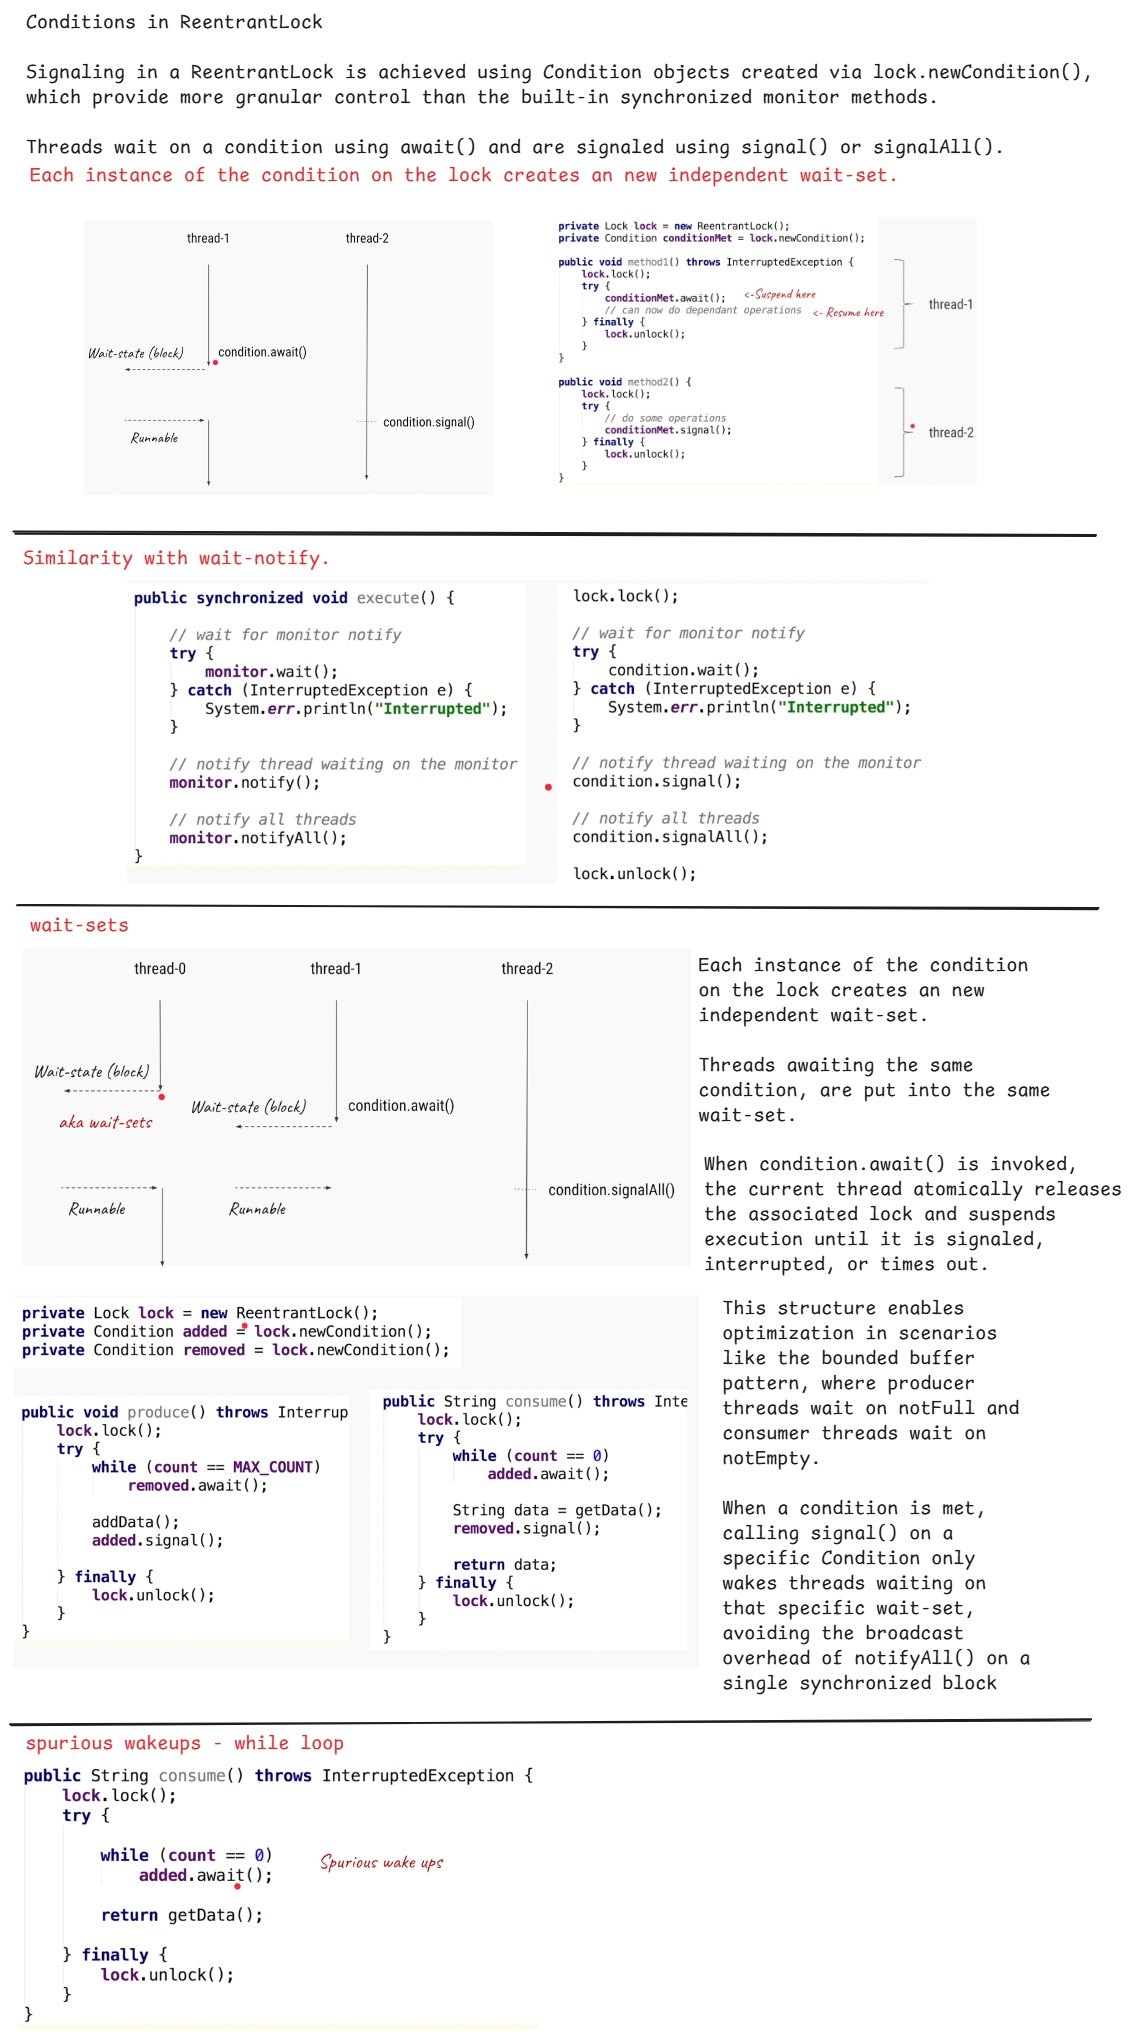 Conditions in ReentrantLock
Signaling in a ReentrantLock is achieved using Condition objects created via lock.newCondition(),
which provide more granular control than the built-in synchronized monitor methods.
Threads wait on a condition using await() and are signaled using signal() or signalAll().
Each instance of the condition on the lock creates an new independent wait-set.
thread-1
thread-2
Wait-state (block)
condition.await()
condition.signal()
Runnable
private Lock lock = new ReentrantLock();
private Condition conditionMet = lock.newCondition();
public void method1() throws InterruptedException {
lock.lock();
try {
conditionMet.await(); <-Suspend here
// can now do dependant operations <- Resume here
} finally {
lock.unlock();
}
}
thread-1
public void method2() {
lock.lock();
try {
// do some operations
conditionMet.signal();
} finally {
lock.unlock();
}
}
thread-2
Similarity with wait-notify.
public synchronized void execute() {
// wait for monitor notify
try {
monitor.wait();
} catch (InterruptedException e) {
System.err.println("Interrupted");
}
// notify thread waiting on the monitor
monitor.notify();
// notify all threads
monitor.notifyAll();
}
lock.lock();
// wait for monitor notify
try {
condition.wait();
} catch (InterruptedException e) {
System.err.println("Interrupted");
}
// notify thread waiting on the monitor
condition.signal();
// notify all threads
condition.signalAll();
lock.unlock();
wait-sets
thread-0
thread-1
thread-2
Wait-state (block)
aka wait-sets
Wait-state (block)
condition.await()
Runnable
Runnable
condition.signalAll()
Each instance of the condition
on the lock creates an new
independent wait-set.
Threads awaiting the same
condition, are put into the same
wait-set.
When condition.await() is invoked,
the current thread atomically releases
the associated lock and suspends
execution until it is signaled,
interrupted, or times out.
private Lock lock = new ReentrantLock();
private Condition added = lock.newCondition();
private Condition removed = lock.newCondition();
public void produce() throws Interrup
lock.lock();
try {
while (count == MAX_COUNT)
removed.await();
addData();
added.signal();
} finally {
lock.unlock();
}
}
public String consume() throws Inte
lock.lock();
try {
while (count == 0)
added.await();
String data = getData();
removed.signal();
return data;
} finally {
lock.unlock();
}
}
This structure enables
optimization in scenarios
like the bounded buffer
pattern, where producer
threads wait on notFull and
consumer threads wait on
notEmpty.
When a condition is met,
calling signal() on a
specific Condition only
wakes threads waiting on
that specific wait-set,
avoiding the broadcast
overhead of notifyAll() on a
single synchronized block
spurious wakeups - while loop
public String consume() throws InterruptedException {
lock.lock();
try {
while (count == 0)
added.await();
Spurious wake ups
return getData();
} finally {
lock.unlock();
}
}